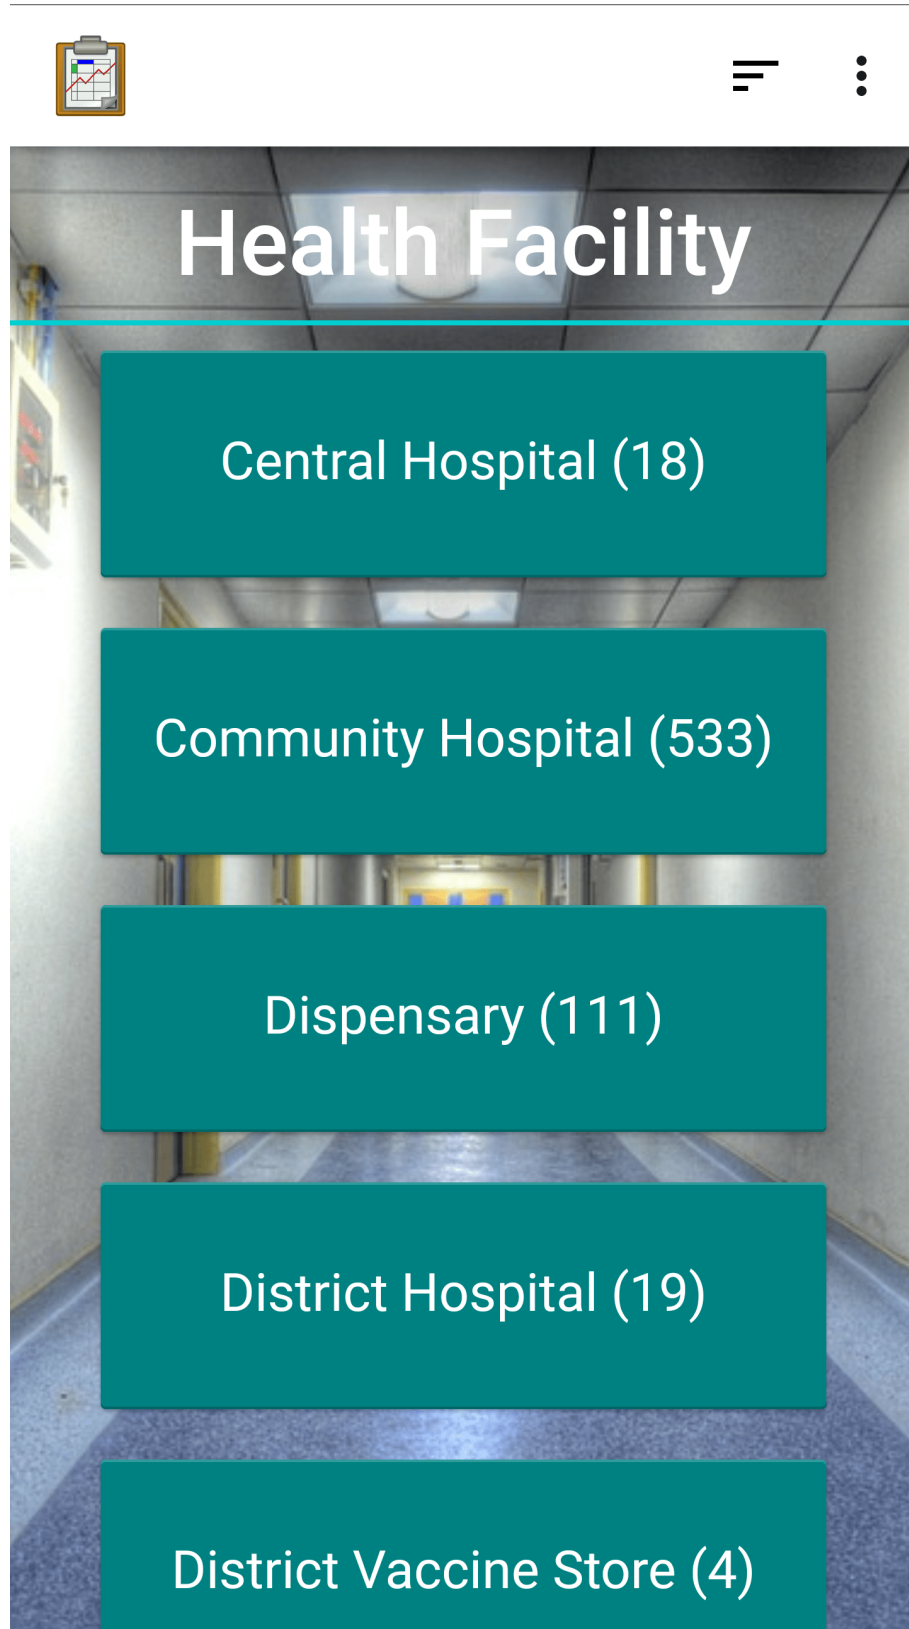 Health Facility
Central Hospital (18)
Community Hospital (533)
Dispensary (111)
District Hospital (19)
District Vaccine Store (4)